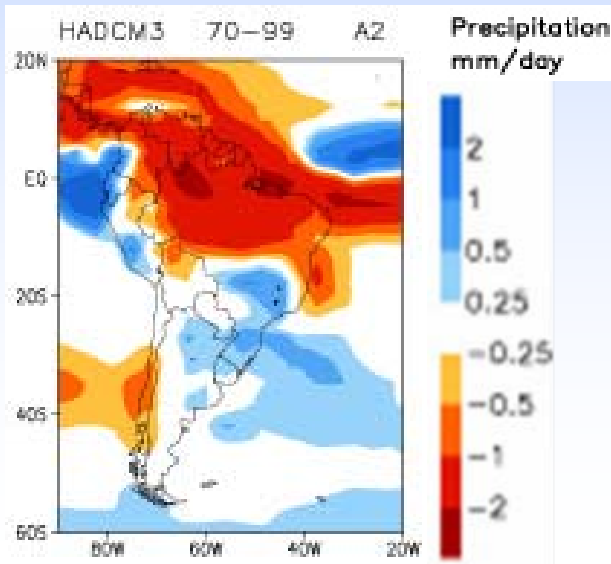 HADCM3 70-99 A2
Precipitation
mm/day
20N
EQ
20S
40S
60S
80W 60W 40W 20W
2
1
0.5
0.25
-0.25
-0.5
-1
-2